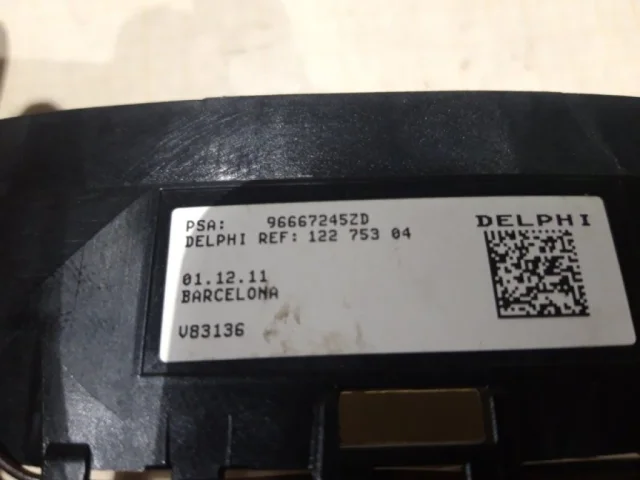 PSA: 96667245ZD
DELPHI REF: 122 753 04
DELPHI
01.12.11
BARCELONA
V83136